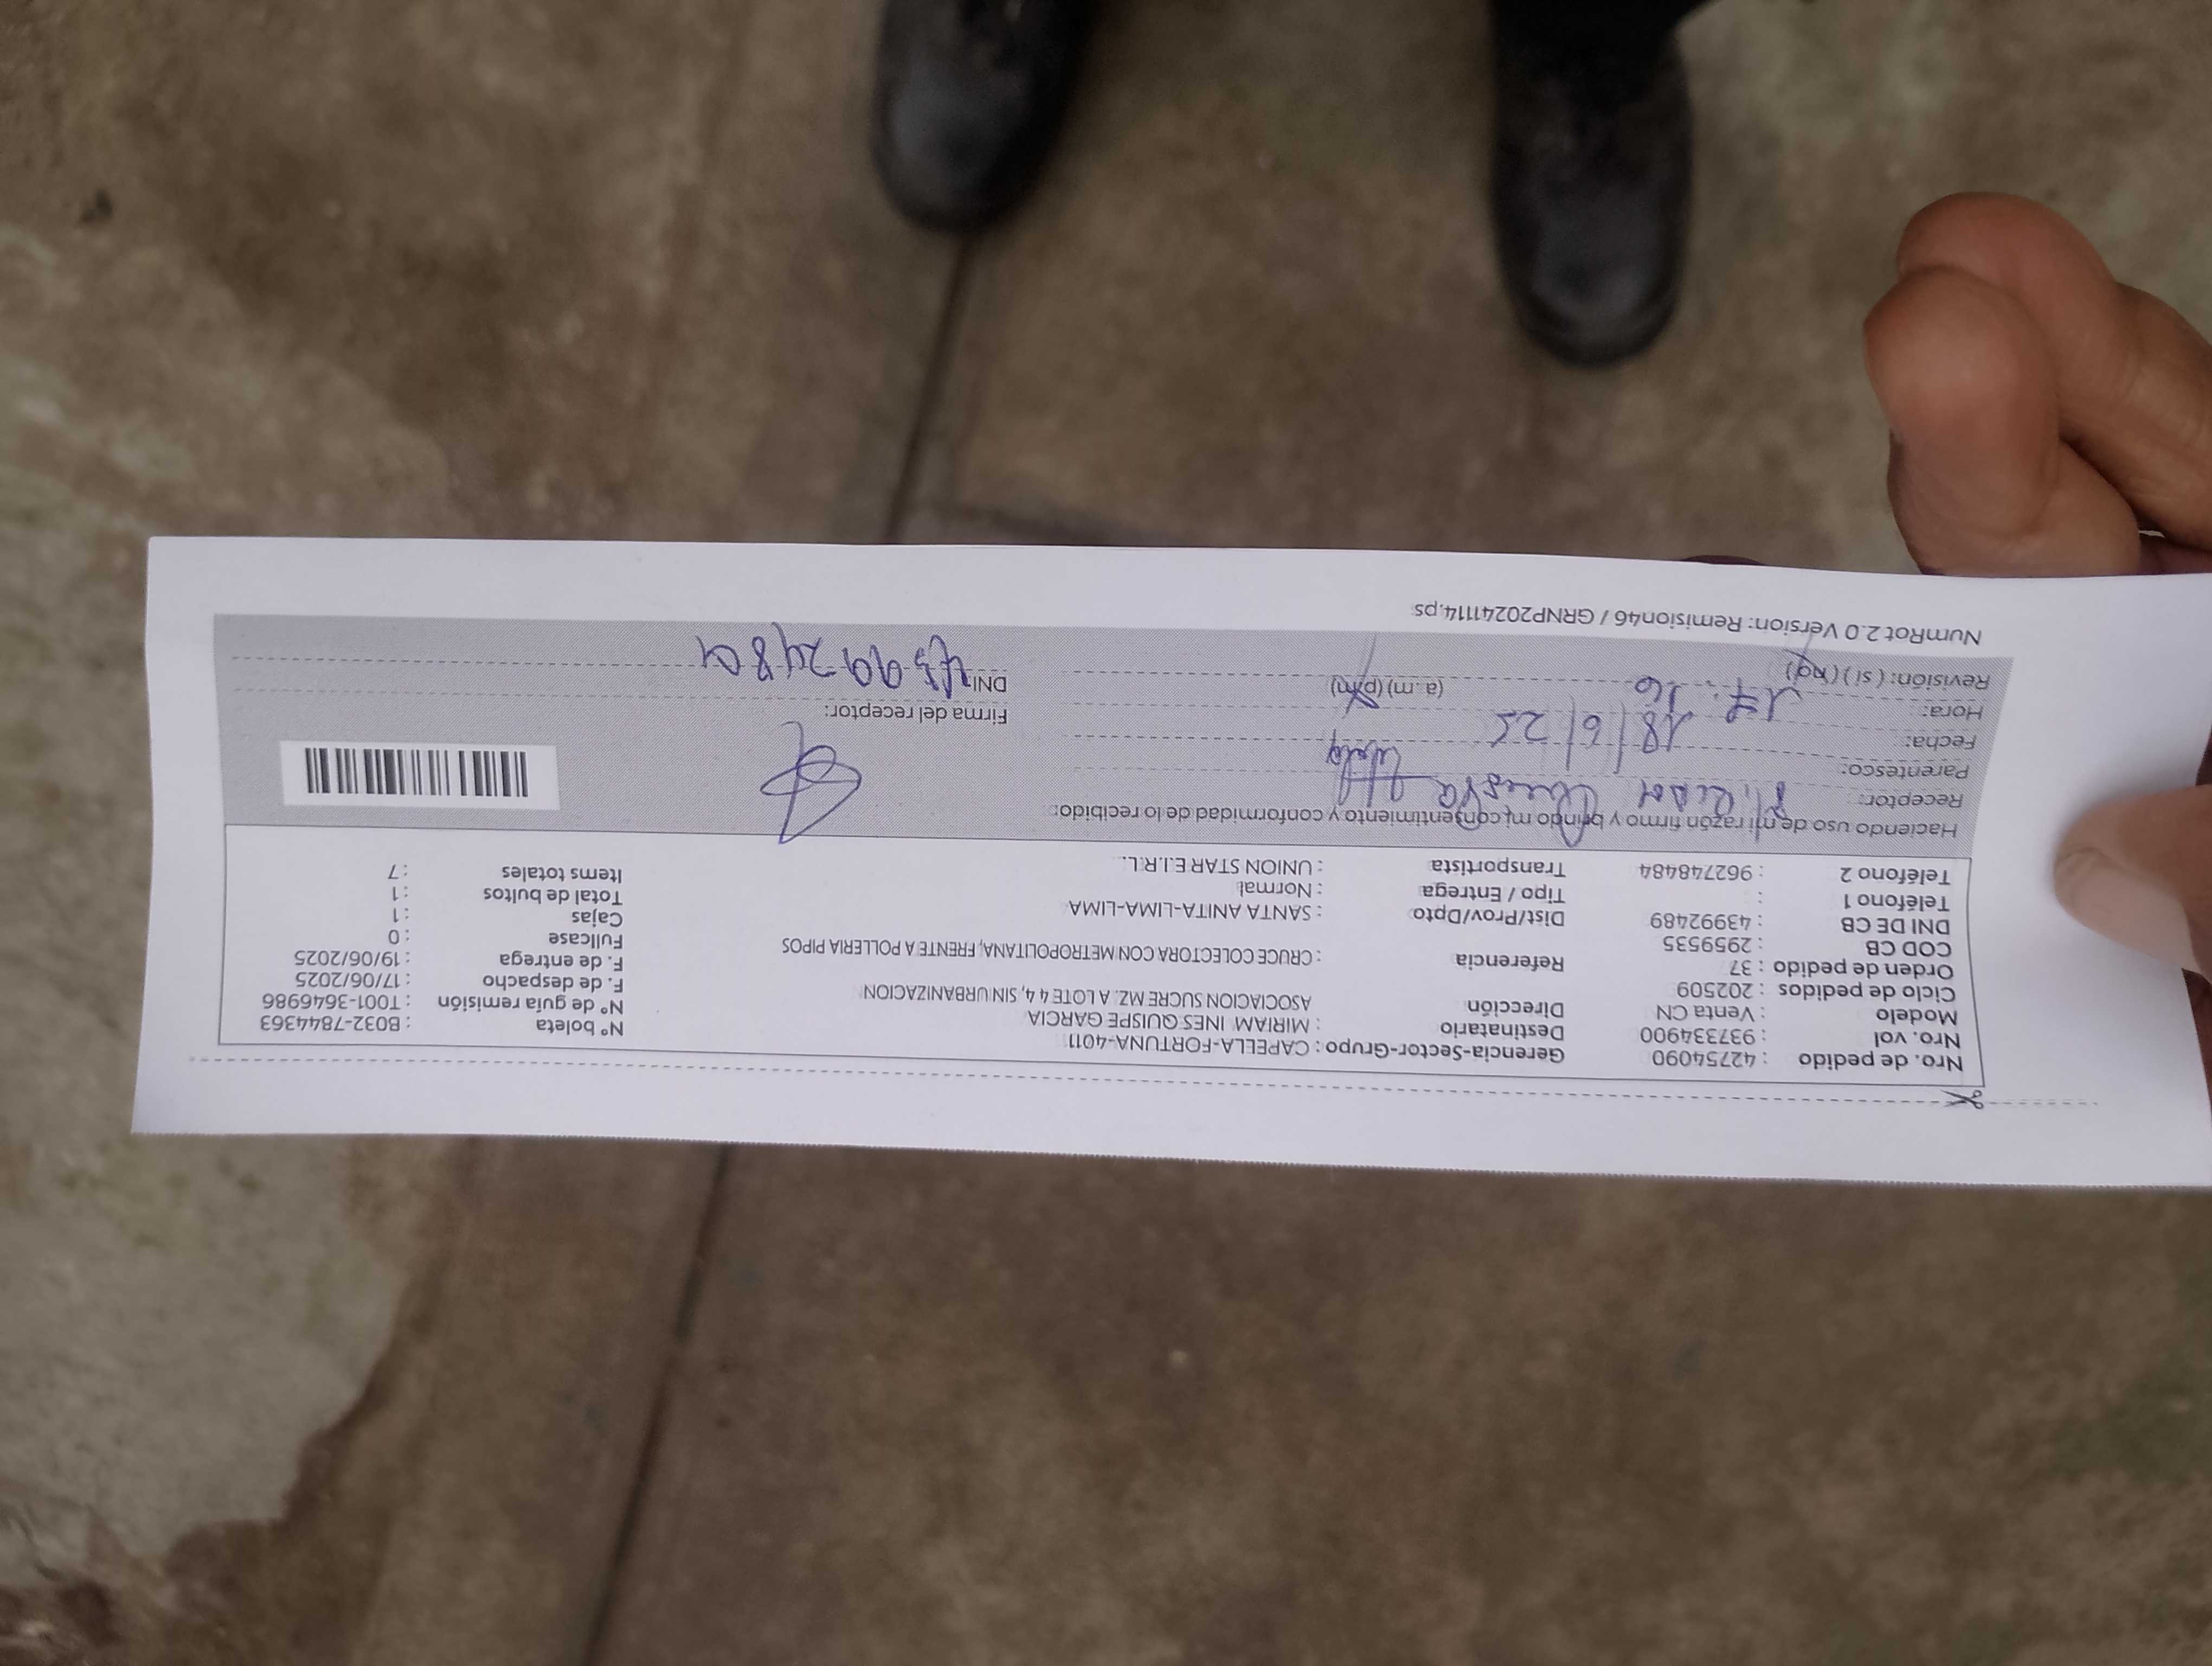 Nro. de pedido : 42754090 Gerencia-Sector-Grupo : CAPELLA-FORTUNA-4011
Nro. vol : 937334900 Destinatario : MIRIAM INES QUISPE GARCIA N° boleta : B032-7844363
Modelo : Venta CN Dirección ASOCIACION SUCRE MZ. A LOTE 4 4, SIN URBANIZACION N° de guía remisión : T001-3646986
Ciclo de pedidos : 202509 F. de despacho : 17/06/2025
Orden de pedido : 37 Referencia : CRUCE COLECTORA CON METROPOLITANA, FRENTE A POLLERIA PIPOS F. de entrega : 19/06/2025
COD CB : 2959535 Fullcase : 0
DNI DE CB : 43992489 Dist/Prov/Dpto : SANTA ANITA-LIMA-LIMA Cajas : 1
Teléfono 1 : Tipo / Entrega : Normal Total de bultos : 1
Teléfono 2 : 962748484 Transportista : UNION STAR E.I.R.L. Items totales : 7
Haciendo uso de mi razón firmo y brindo mi consentimiento y conformidad de lo recibido:
Receptor:
Parentesco:
Fecha: 18/6/25
Hora: 17:16 (a.m) (p.m)
Revisión: ( si ) ( no )
Firma del receptor:
DNI
NumRot 2.0 Version: Remision46 / GRNP20241114.ps